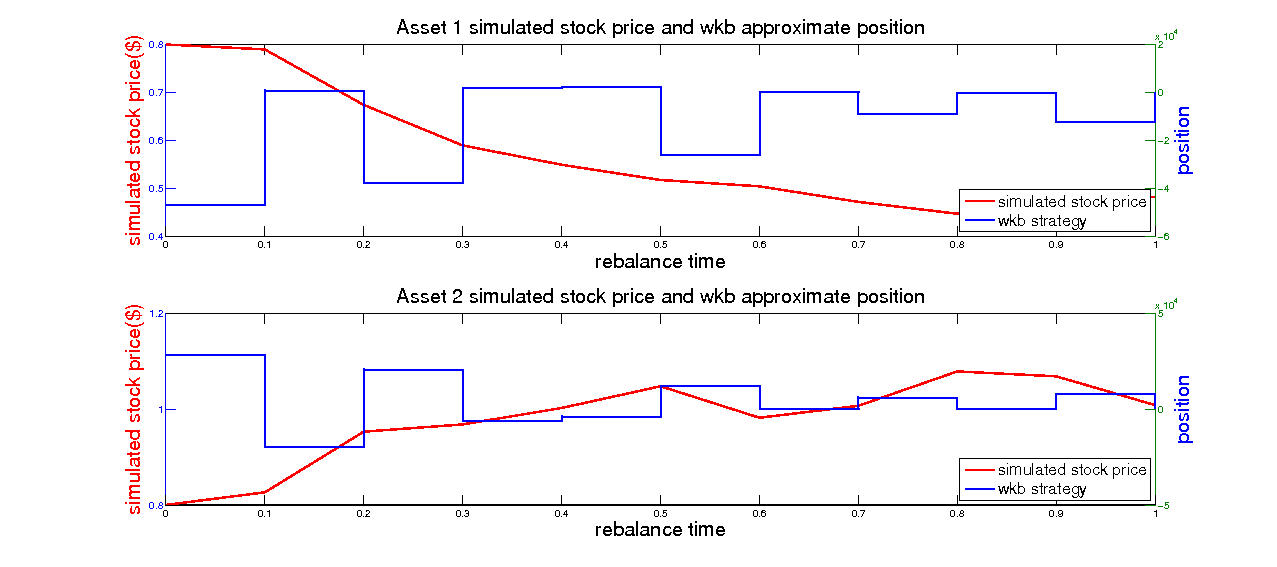 Asset 1 simulated stock price and wkb approximate position
x 10^4
simulated stock price($)
0.8
0.7
0.6
0.5
0.4
2
0
−2
−4
−6
position
simulated stock price
wkb strategy
0 0.1 0.2 0.3 0.4 0.5 0.6 0.7 0.8 0.9 1
rebalance time
Asset 2 simulated stock price and wkb approximate position
x 10^4
simulated stock price($)
1.2
1
0.8
5
0
−5
position
simulated stock price
wkb strategy
0 0.1 0.2 0.3 0.4 0.5 0.6 0.7 0.8 0.9 1
rebalance time